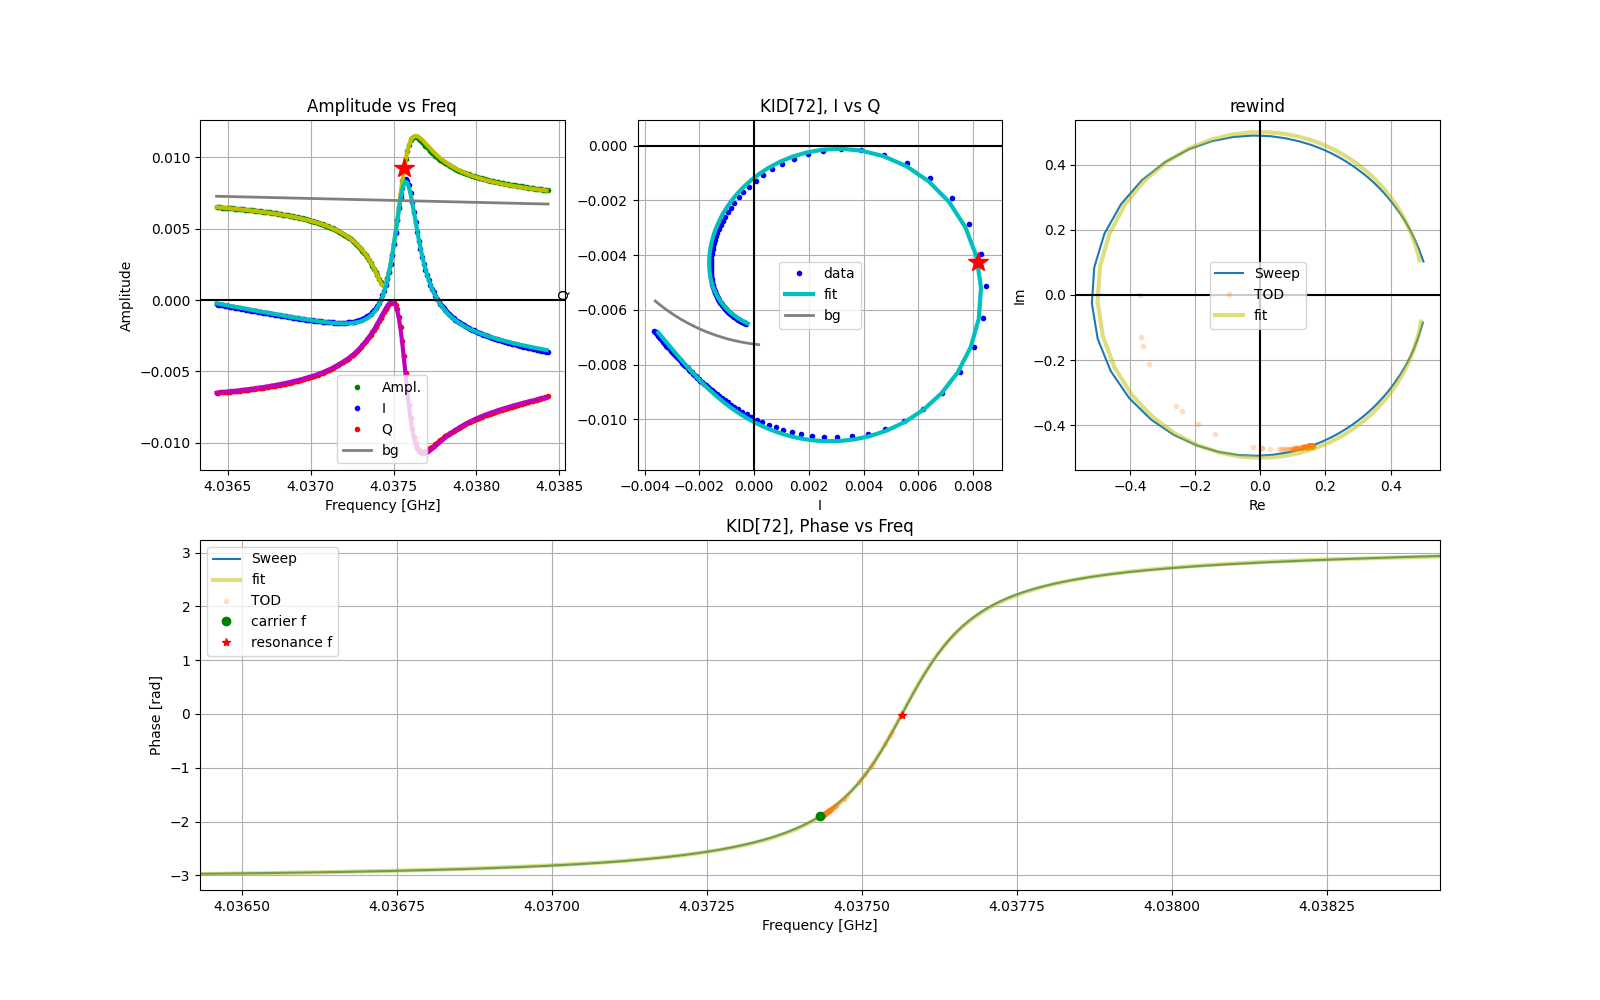 Amplitude vs Freq
Amplitude
0.010
0.005
0.000
−0.005
−0.010
Ampl.
I
Q
bg
4.0365 4.0370 4.0375 4.0380 4.0385
Frequency [GHz]
KID[72], I vs Q
Q
0.000
−0.002
−0.004
−0.006
−0.008
−0.010
data
fit
bg
−0.004 −0.002 0.000 0.002 0.004 0.006 0.008
I
rewind
Im
0.4
0.2
0.0
−0.2
−0.4
Sweep
TOD
fit
−0.4 −0.2 0.0 0.2 0.4
Re
KID[72], Phase vs Freq
Phase [rad]
3
2
1
0
−1
−2
−3
Sweep
fit
TOD
carrier f
resonance f
4.03650 4.03675 4.03700 4.03725 4.03750 4.03775 4.03800 4.03825
Frequency [GHz]